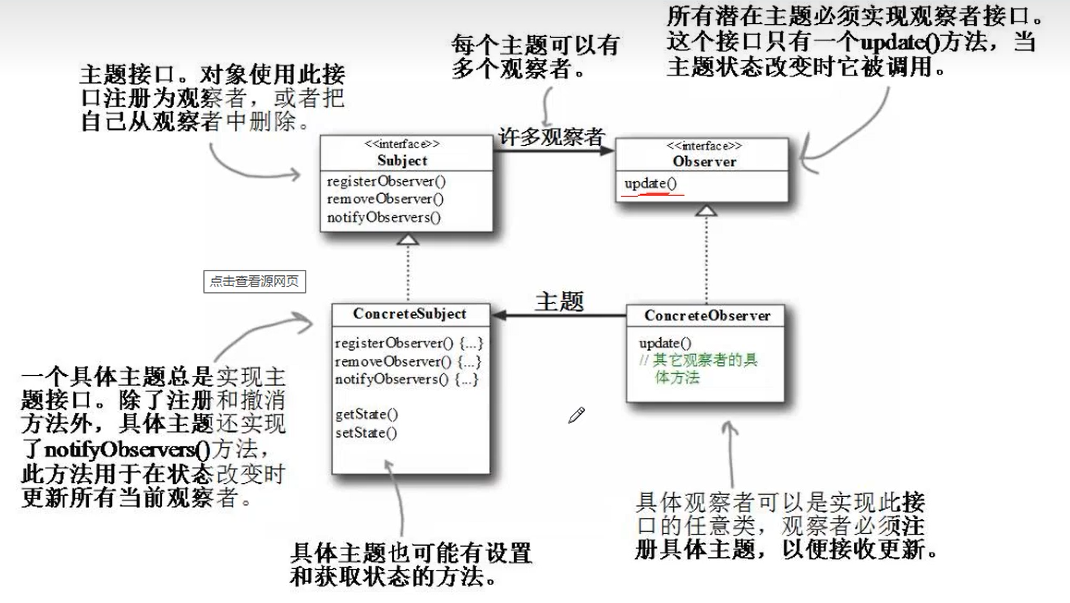 所有潜在主题必须实现观察者接口。
这个接口只有一个update()方法，当
主题状态改变时它被调用。
每个主题可以有
多个观察者。
主题接口。对象使用此接
口注册为观察者，或者把
自己从观察者中删除。
<<interface>>
Subject
registerObserver()
removeObserver()
notifyObservers()
许多观察者
<<interface>>
Observer
update()
点击查看源网页
ConcreteSubject
registerObserver() {...}
removeObserver() {...}
notifyObservers() {...}
getState()
setState()
主题
ConcreteObserver
update()
// 其它观察者的具
体方法
一个具体主题总是实现主
题接口。除了注册和撤消
方法外，具体主题还实现
了notifyObservers()方法，
此方法用于在状态改变时
更新所有当前观察者。
具体主题也可能有设置
和获取状态的方法。
具体观察者可以是实现此接
口的任意类，观察者必须注
册具体主题，以便接收更新。